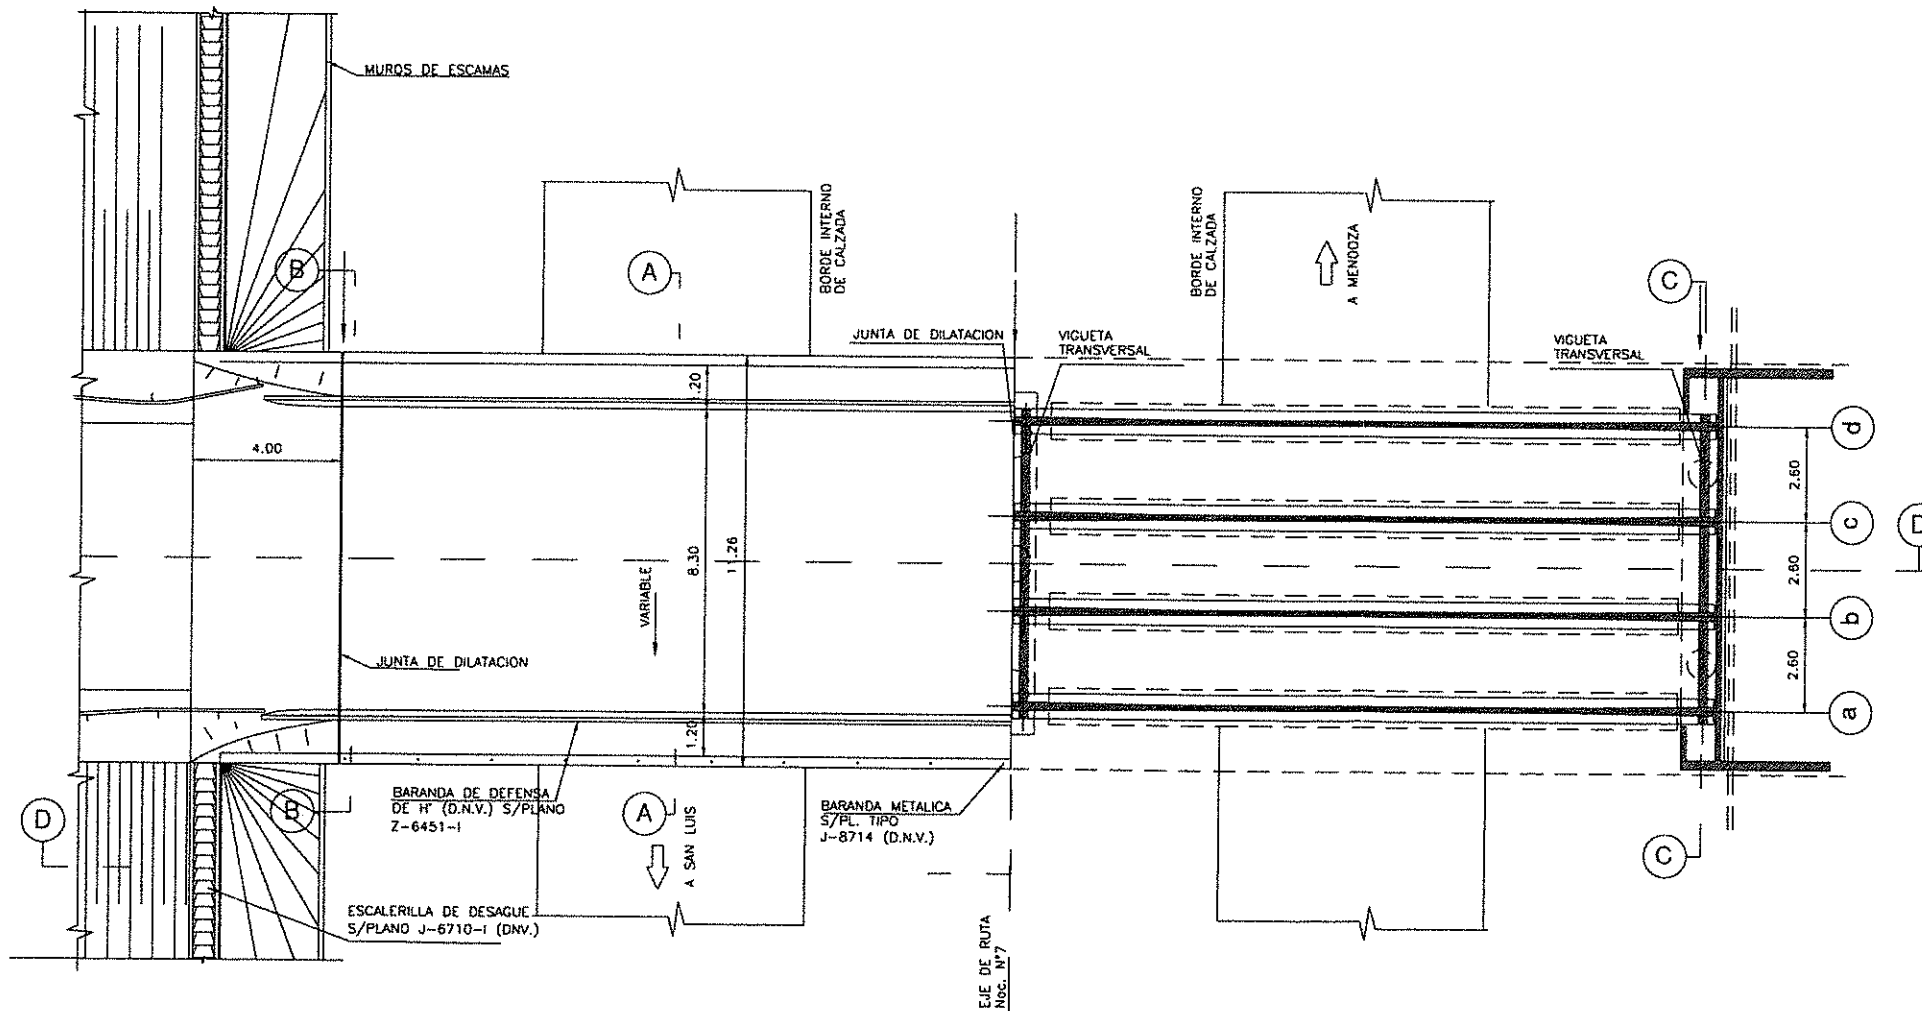 MUROS DE ESCAMAS
B
A
BORDE INTERNO
DE CALZADA
BORDE INTERNO
DE CALZADA
A MENDOZA
C
JUNTA DE DILATACION
VIGUETA
TRANSVERSAL
VIGUETA
TRANSVERSAL
1.20
4.00
d
2.60
c
D
8.30
11.26
VARIABLE
2.60
b
JUNTA DE DILATACION
2.60
a
1.20
BARANDA DE DEFENSA
DE Hº (D.N.V.) S/PLANO
Z-6451-I
B
A
A SAN LUIS
BARANDA METALICA
S/PL. TIPO
J-8714 (D.N.V.)
D
C
ESCALERILLA DE DESAGUE
S/PLANO J-6710-I (DNV.)
EJE DE RUTA
Nac. Nº7